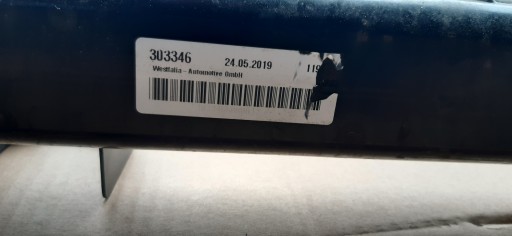 303346 24.05.2019 119
Westfalia - Automotive GmbH